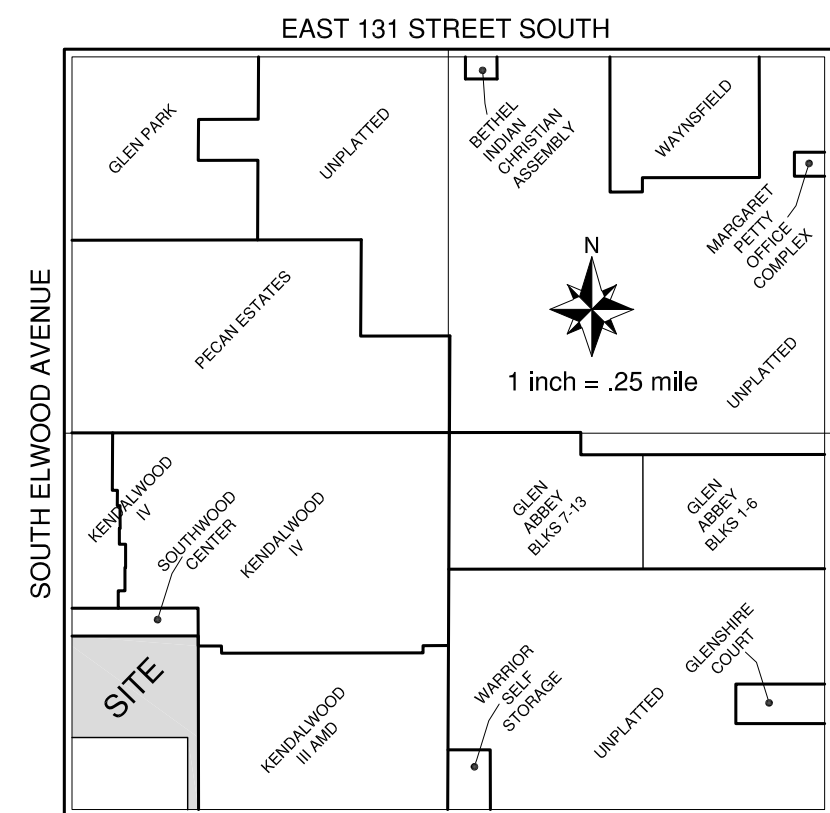 EAST 131 STREET SOUTH
SOUTH ELWOOD AVENUE
GLEN PARK
UNPLATTED
BETHEL
INDIAN
CHRISTIAN
ASSEMBLY
WAYNSFIELD
MARGARET
PETTY
OFFICE
COMPLEX
PECAN ESTATES
N
1 inch = .25 mile
UNPLATTED
KENDALWOOD
IV
SOUTHWOOD
CENTER
KENDALWOOD
IV
GLEN
ABBEY
BLKS 7-13
GLEN
ABBEY
BLKS 1-6
SITE
KENDALWOOD
III AMD
WARRIOR
SELF
STORAGE
UNPLATTED
GLENSHIRE
COURT